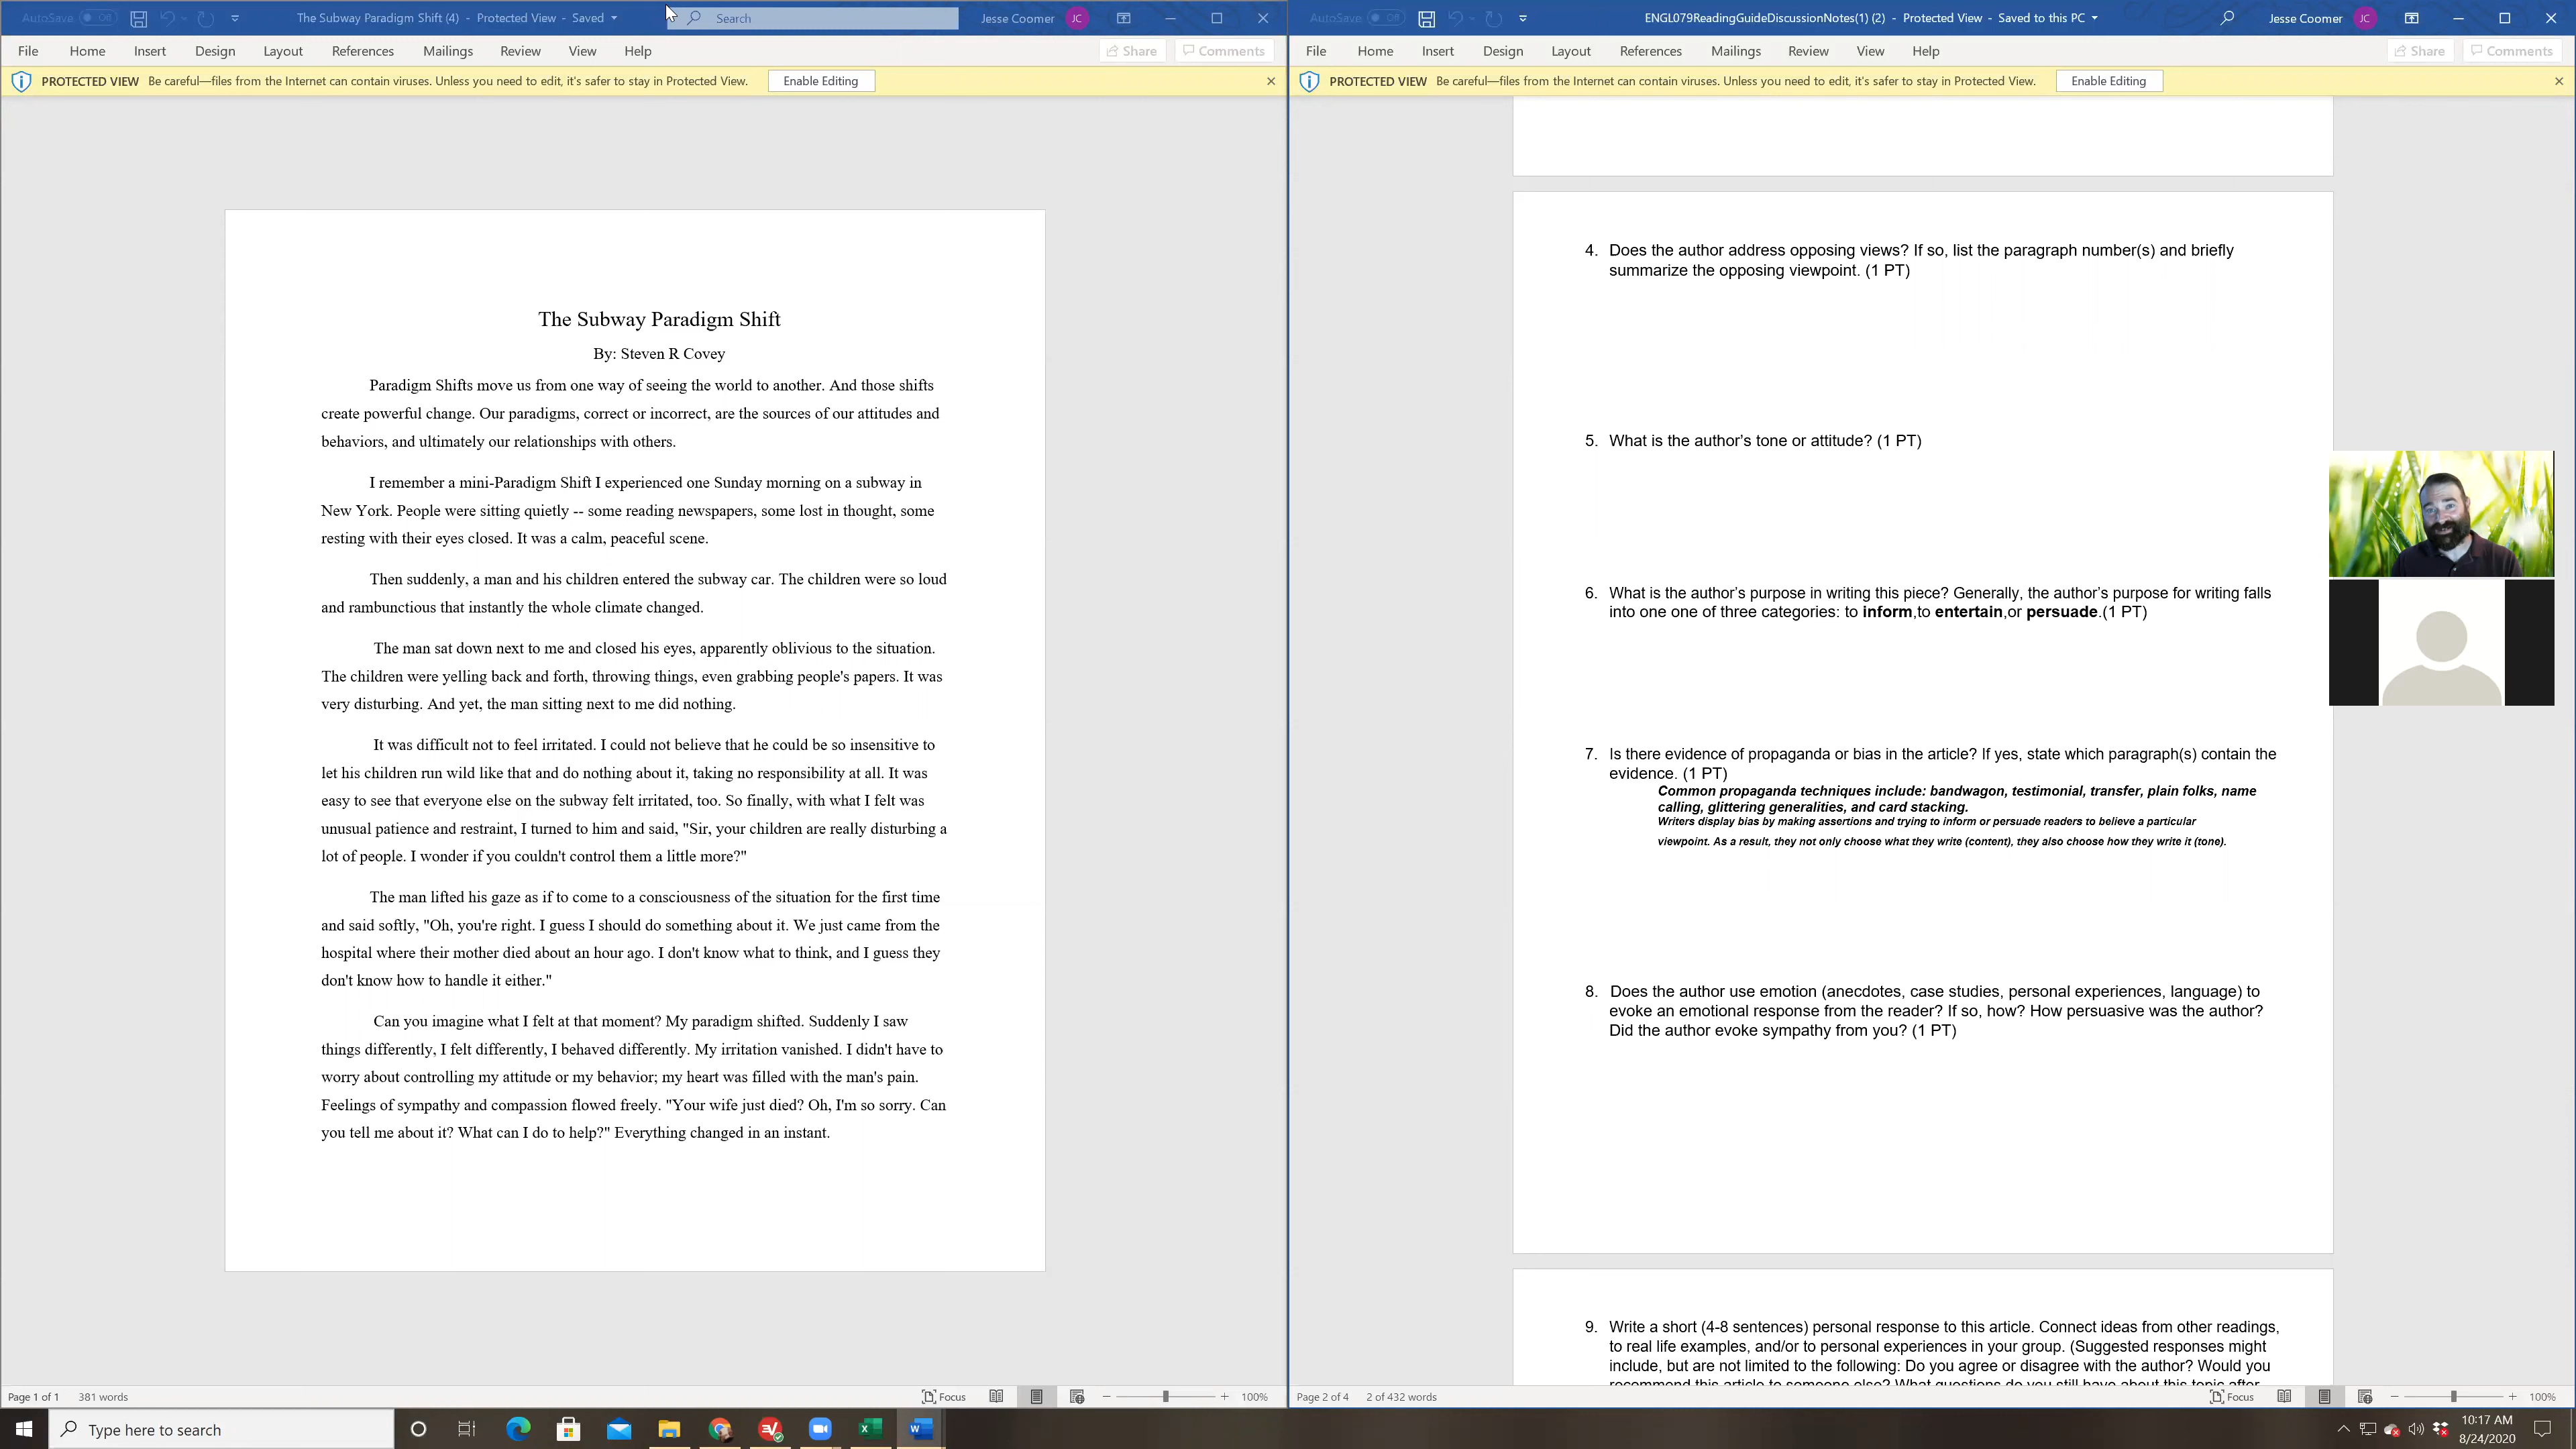 AutoSave Off
The Subway Paradigm Shift (4) - Protected View - Saved
Search
Jesse Coomer JC
File Home Insert Design Layout References Mailings Review View Help
Share Comments
PROTECTED VIEW Be careful—files from the Internet can contain viruses. Unless you need to edit, it's safer to stay in Protected View. Enable Editing
The Subway Paradigm Shift
By: Steven R Covey
Paradigm Shifts move us from one way of seeing the world to another. And those shifts
create powerful change. Our paradigms, correct or incorrect, are the sources of our attitudes and
behaviors, and ultimately our relationships with others.
I remember a mini-Paradigm Shift I experienced one Sunday morning on a subway in
New York. People were sitting quietly -- some reading newspapers, some lost in thought, some
resting with their eyes closed. It was a calm, peaceful scene.
Then suddenly, a man and his children entered the subway car. The children were so loud
and rambunctious that instantly the whole climate changed.
The man sat down next to me and closed his eyes, apparently oblivious to the situation.
The children were yelling back and forth, throwing things, even grabbing people's papers. It was
very disturbing. And yet, the man sitting next to me did nothing.
It was difficult not to feel irritated. I could not believe that he could be so insensitive to
let his children run wild like that and do nothing about it, taking no responsibility at all. It was
easy to see that everyone else on the subway felt irritated, too. So finally, with what I felt was
unusual patience and restraint, I turned to him and said, "Sir, your children are really disturbing a
lot of people. I wonder if you couldn't control them a little more?"
The man lifted his gaze as if to come to a consciousness of the situation for the first time
and said softly, "Oh, you're right. I guess I should do something about it. We just came from the
hospital where their mother died about an hour ago. I don't know what to think, and I guess they
don't know how to handle it either."
Can you imagine what I felt at that moment? My paradigm shifted. Suddenly I saw
things differently, I felt differently, I behaved differently. My irritation vanished. I didn't have to
worry about controlling my attitude or my behavior; my heart was filled with the man's pain.
Feelings of sympathy and compassion flowed freely. "Your wife just died? Oh, I'm so sorry. Can
you tell me about it? What can I do to help?" Everything changed in an instant.
Page 1 of 1 381 words
Focus
100%
AutoSave Off
ENGL079ReadingGuideDiscussionNotes(1) (2) - Protected View - Saved to this PC
Jesse Coomer JC
File Home Insert Design Layout References Mailings Review View Help
Share Comments
PROTECTED VIEW Be careful—files from the Internet can contain viruses. Unless you need to edit, it's safer to stay in Protected View. Enable Editing
4. Does the author address opposing views? If so, list the paragraph number(s) and briefly
summarize the opposing viewpoint. (1 PT)
5. What is the author's tone or attitude? (1 PT)
6. What is the author's purpose in writing this piece? Generally, the author's purpose for writing falls
into one one of three categories: to inform,to entertain,or persuade.(1 PT)
7. Is there evidence of propaganda or bias in the article? If yes, state which paragraph(s) contain the
evidence. (1 PT)
Common propaganda techniques include: bandwagon, testimonial, transfer, plain folks, name
calling, glittering generalities, and card stacking.
Writers display bias by making assertions and trying to inform or persuade readers to believe a particular
viewpoint. As a result, they not only choose what they write (content), they also choose how they write it (tone).
8. Does the author use emotion (anecdotes, case studies, personal experiences, language) to
evoke an emotional response from the reader? If so, how? How persuasive was the author?
Did the author evoke sympathy from you? (1 PT)
9. Write a short (4-8 sentences) personal response to this article. Connect ideas from other readings,
to real life examples, and/or to personal experiences in your group. (Suggested responses might
include, but are not limited to the following: Do you agree or disagree with the author? Would you
recommend this article to someone else? What questions do you still have about this topic after
Page 2 of 4 2 of 432 words
Focus
100%
Type here to search
10:17 AM
8/24/2020